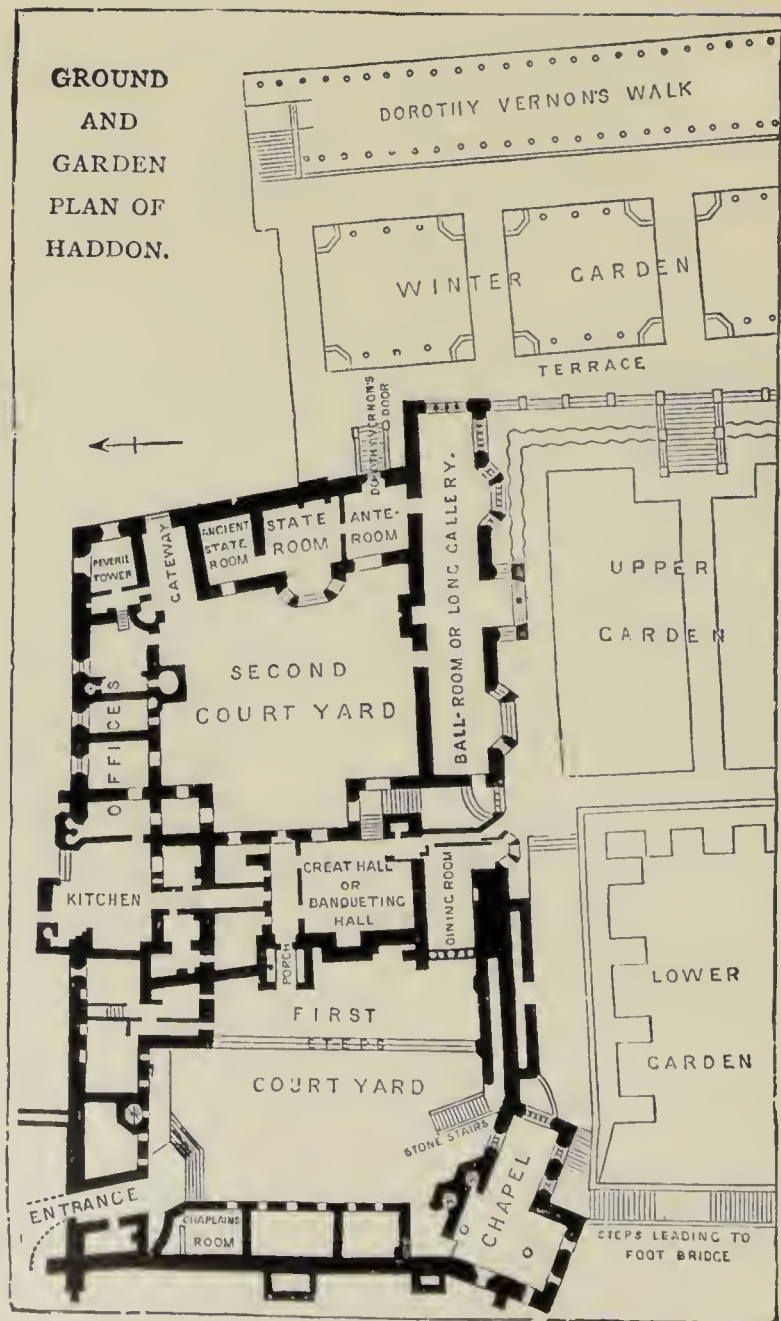 GROUND
AND
GARDEN
PLAN OF
HADDON.
DOROTHY VERNON'S WALK
WINTER GARDEN
TERRACE
DOROTHY VERNON'S
DOOR
PEVERIL
TOWER
GATEWAY
ANCIENT
STATE
ROOM
STATE
ROOM
ANTE-
ROOM
BALL-ROOM OR LONG GALLERY.
UPPER
GARDEN
OFFICES
SECOND
COURT YARD
KITCHEN
GREAT HALL
OR
BANQUETING
HALL
DINING ROOM
PORCH
FIRST
STEPS
COURT YARD
LOWER
GARDEN
STONE STAIRS
CHAPEL
ENTRANCE
CHAPLAINS
ROOM
STEPS LEADING TO
FOOT BRIDGE